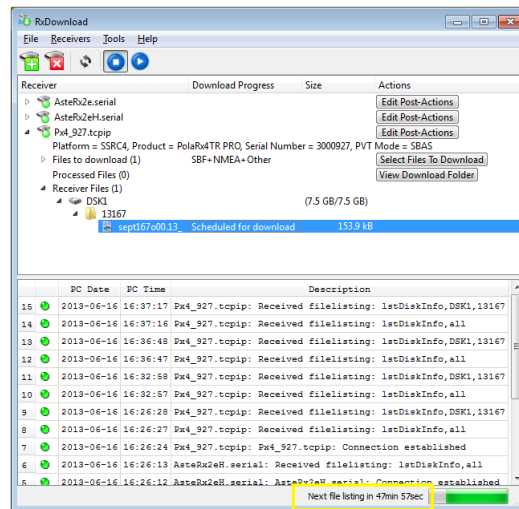 RxDownload
File Receivers Tools Help
Receiver Download Progress Size Actions
AsteRx2e.serial Edit Post-Actions
AsteRx2eH.serial Edit Post-Actions
Px4_927.tcpip Edit Post-Actions
Platform = SSRC4, Product = PolaRx4TR PRO, Serial Number = 3000927, PVT Mode = SBAS
Files to download (1) SBF+NMEA+Other Select Files To Download
Processed Files (0) View Download Folder
Receiver Files (1)
DSK1 (7.5 GB/7.5 GB)
13167
sept167o00.13_ Scheduled for download 153.9 kB
PC Date PC Time Description
15 2013-06-16 16:37:17 Px4_927.tcpip: Received filelisting: lstDiskInfo,DSK1,13167
14 2013-06-16 16:37:16 Px4_927.tcpip: Received filelisting: lstDiskInfo,all
13 2013-06-16 16:36:48 Px4_927.tcpip: Received filelisting: lstDiskInfo,DSK1,13167
12 2013-06-16 16:36:47 Px4_927.tcpip: Received filelisting: lstDiskInfo,all
11 2013-06-16 16:32:58 Px4_927.tcpip: Received filelisting: lstDiskInfo,DSK1,13167
10 2013-06-16 16:32:57 Px4_927.tcpip: Received filelisting: lstDiskInfo,all
9 2013-06-16 16:26:28 Px4_927.tcpip: Received filelisting: lstDiskInfo,DSK1,13167
8 2013-06-16 16:26:27 Px4_927.tcpip: Received filelisting: lstDiskInfo,all
7 2013-06-16 16:26:24 Px4_927.tcpip: Px4_927.tcpip: Connection established
6 2013-06-16 16:26:13 AsteRx2eH.serial: Received filelisting: lstDiskInfo,all
5 2013-06-16 16:26:12 AsteRx2eH.serial: AsteRx2eH.serial: Connection established
Next file listing in 47min 57sec